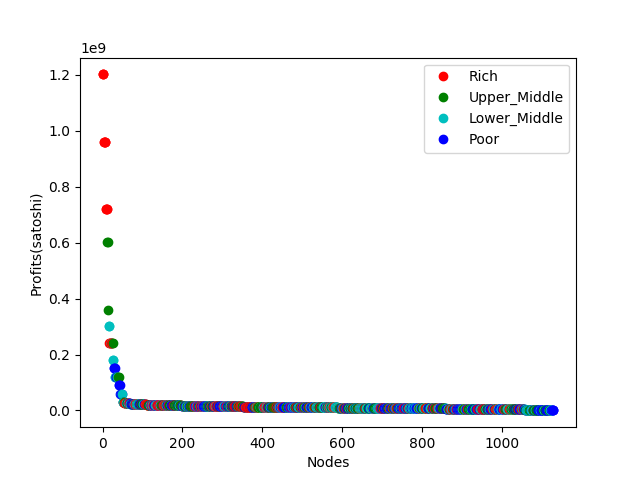 1e9
1.2
1.0
0.8
0.6
0.4
0.2
0.0
Profits(satoshi)
Rich
Upper_Middle
Lower_Middle
Poor
0 200 400 600 800 1000
Nodes